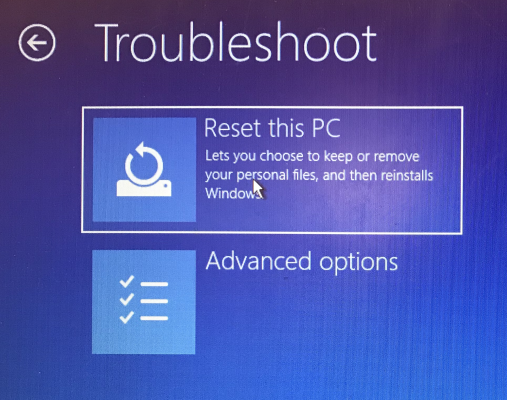 Troubleshoot
Reset this PC
Lets you choose to keep or remove
your personal files, and then reinstalls
Windows.
Advanced options